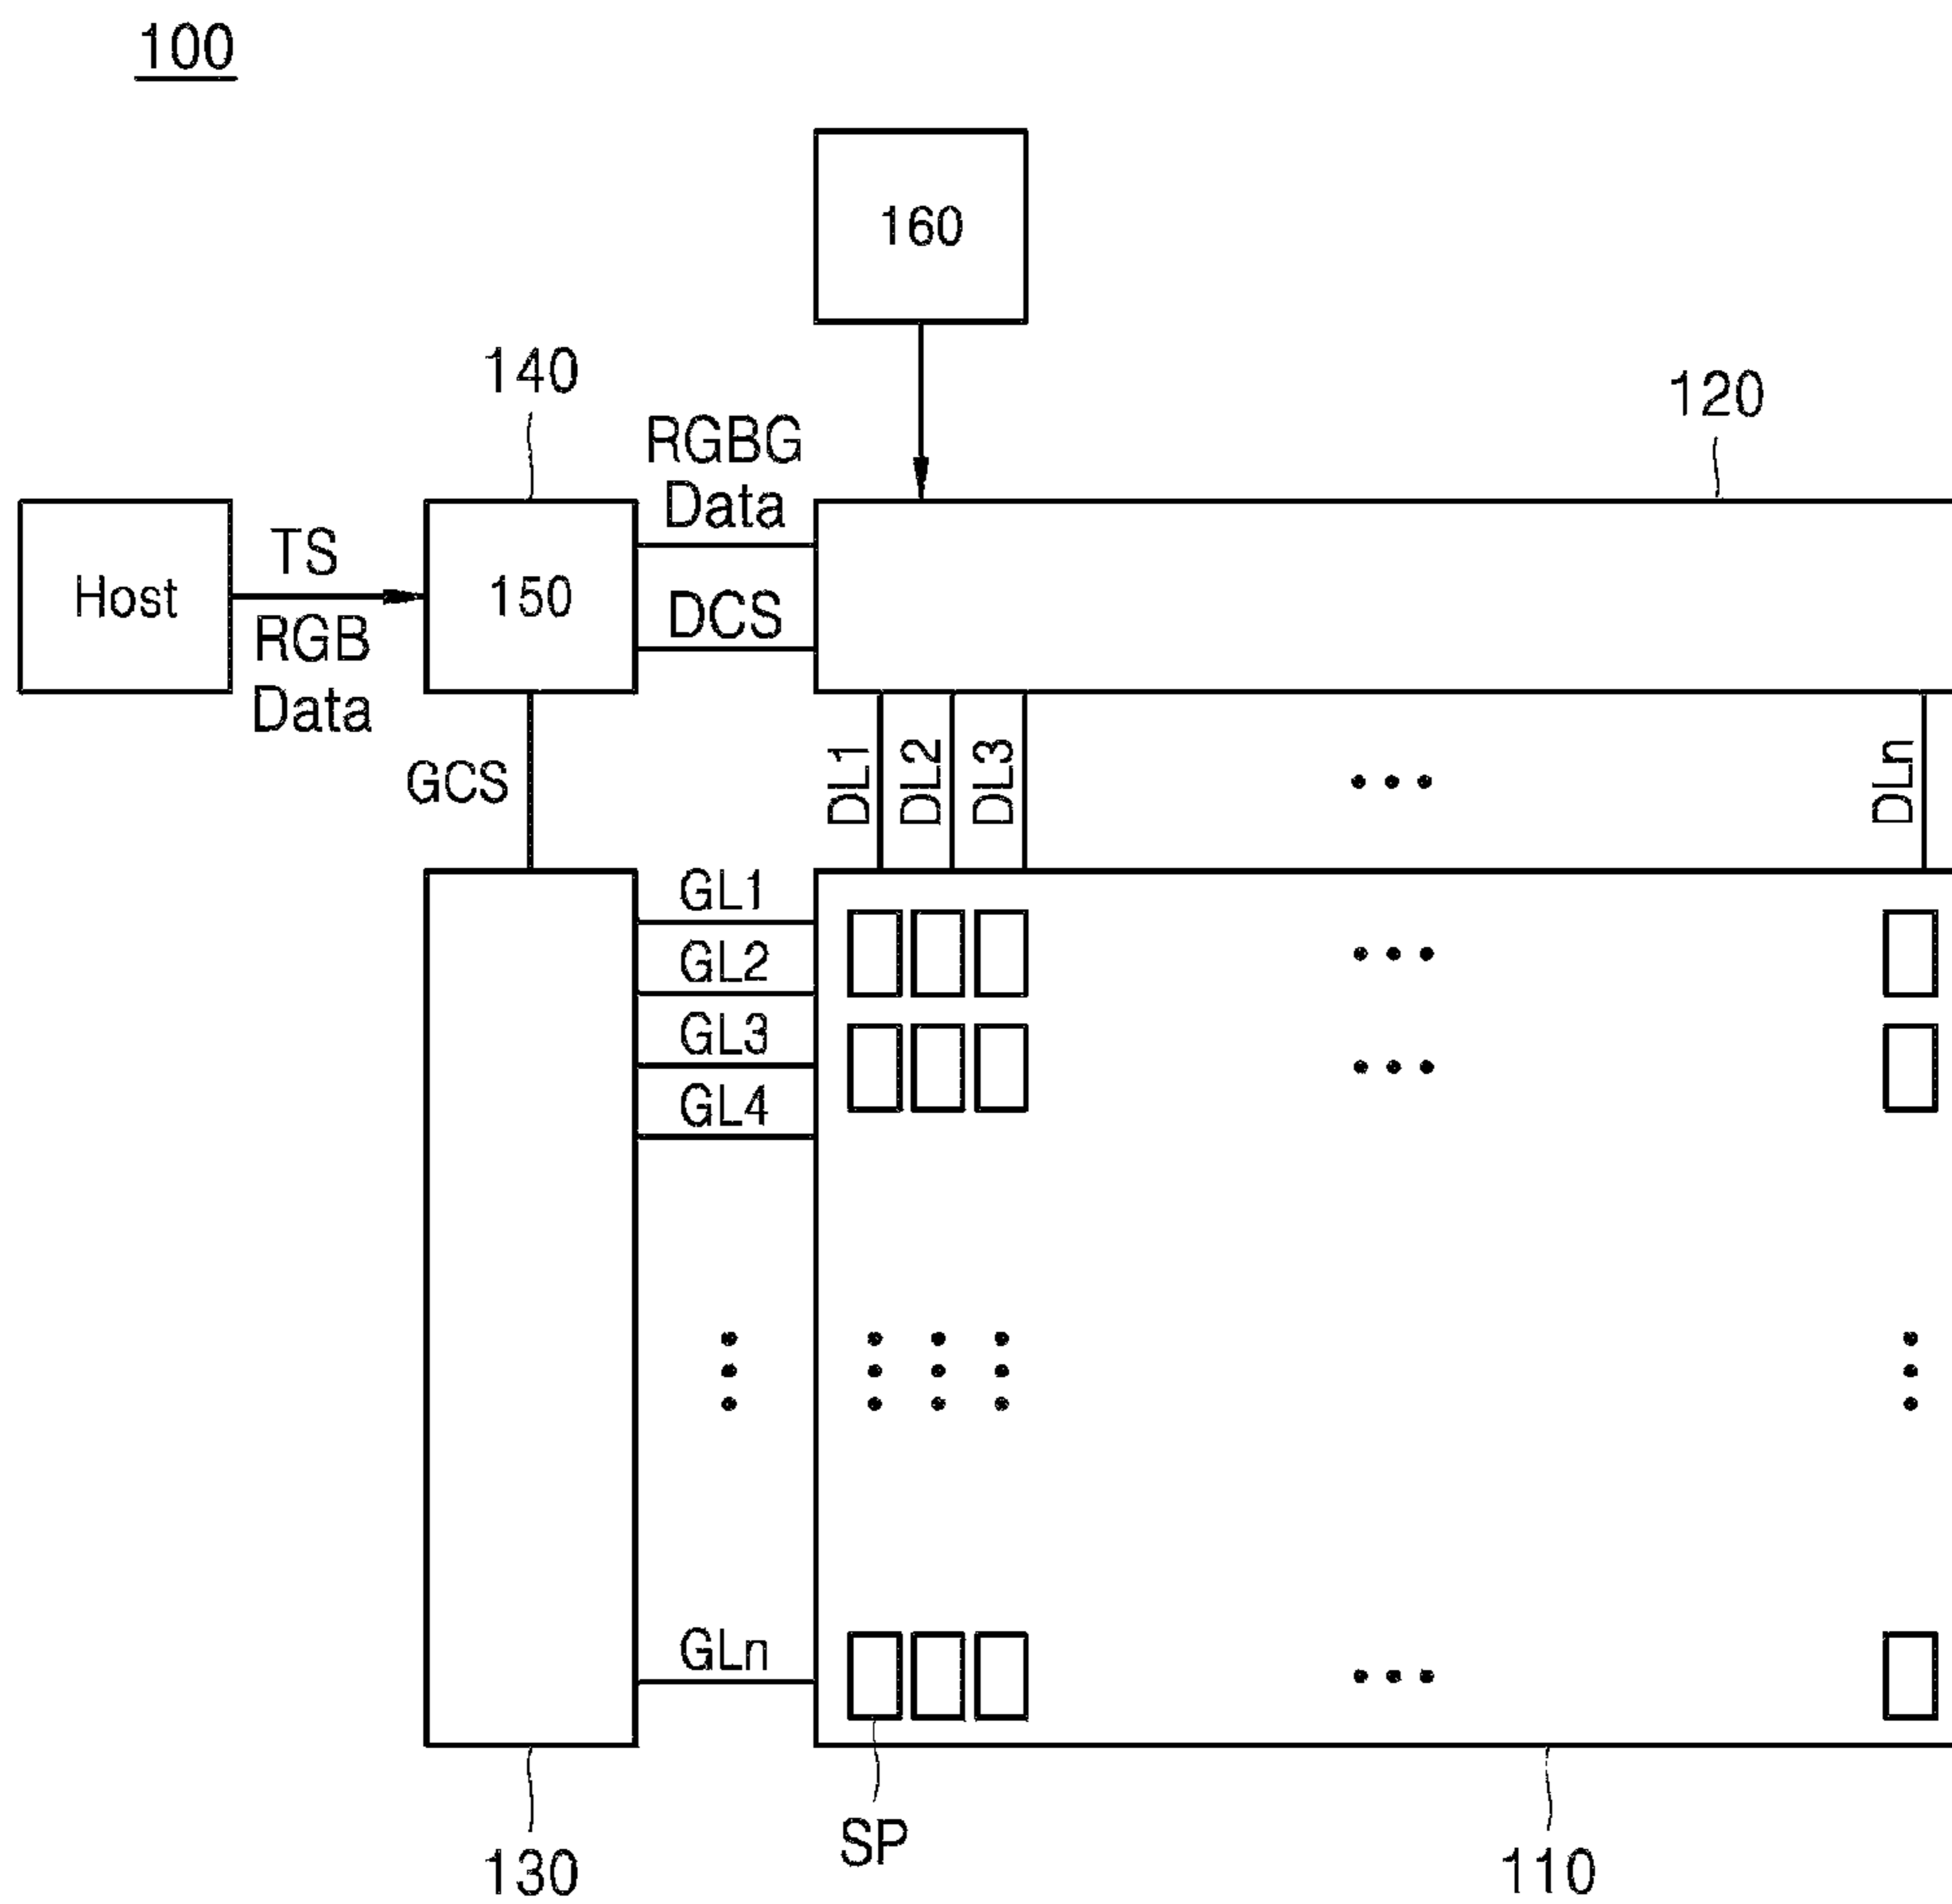 100
160
140
120
RGBG
Data
Host
TS
RGB
Data
150
DCS
GCS
DL1
DL2
DL3
DLn
GL1
GL2
GL3
GL4
GLn
130
SP
110